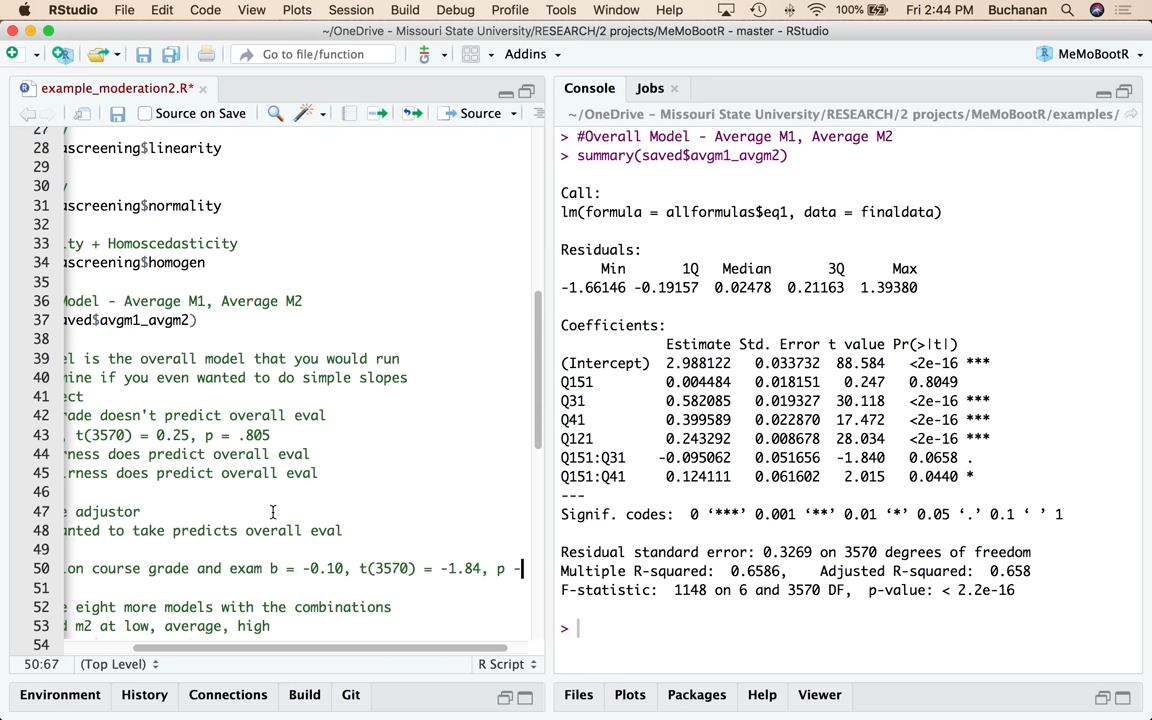 RStudio File Edit Code View Plots Session Build Debug Profile Tools Window Help 100% Fri 2:44 PM Buchanan
~/OneDrive - Missouri State University/RESEARCH/2 projects/MeMoBootR - master - RStudio
Go to file/function Addins MeMoBootR
example_moderation2.R*
Source on Save Source
27 y
28 ascreening$linearity
29
30 y
31 ascreening$normality
32
33 ity + Homoscedasticity
34 ascreening$homogen
35
36 Model - Average M1, Average M2
37 aved$avgm1_avgm2)
38
39 el is the overall model that you would run
40 mine if you even wanted to do simple slopes
41 ect
42 rade doesn't predict overall eval
43 , t(3570) = 0.25, p = .805
44 rness does predict overall eval
45 irness does predict overall eval
46
47 e adjustor
48 anted to take predicts overall eval
49
50 ion course grade and exam b = -0.10, t(3570) = -1.84, p -
51
52 e eight more models with the combinations
53 d m2 at low, average, high
54
50:67 (Top Level) R Script
Environment History Connections Build Git
Console Jobs
~/OneDrive - Missouri State University/RESEARCH/2 projects/MeMoBootR/examples/
> #Overall Model - Average M1, Average M2
> summary(saved$avgm1_avgm2)
Call:
lm(formula = allformulas$eq1, data = finaldata)
Residuals:
Min 1Q Median 3Q Max
-1.66146 -0.19157 0.02478 0.21163 1.39380
Coefficients:
Estimate Std. Error t value Pr(>|t|)
(Intercept) 2.988122 0.033732 88.584 <2e-16 ***
Q151 0.004484 0.018151 0.247 0.8049
Q31 0.582085 0.019327 30.118 <2e-16 ***
Q41 0.399589 0.022870 17.472 <2e-16 ***
Q121 0.243292 0.008678 28.034 <2e-16 ***
Q151:Q31 -0.095062 0.051656 -1.840 0.0658 .
Q151:Q41 0.124111 0.061602 2.015 0.0440 *
---
Signif. codes: 0 ‘***’ 0.001 ‘**’ 0.01 ‘*’ 0.05 ‘.’ 0.1 ‘ ’ 1
Residual standard error: 0.3269 on 3570 degrees of freedom
Multiple R-squared: 0.6586, Adjusted R-squared: 0.658
F-statistic: 1148 on 6 and 3570 DF, p-value: < 2.2e-16
>
Files Plots Packages Help Viewer